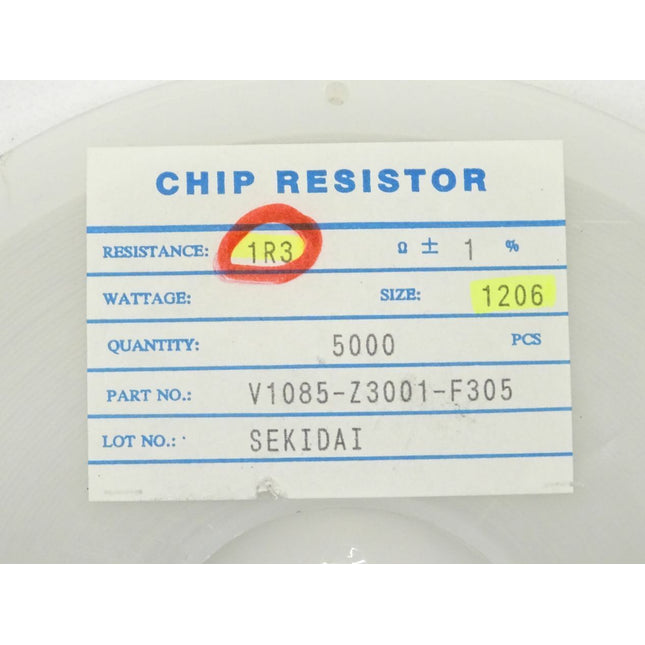 CHIP RESISTOR
RESISTANCE: 1R3 Ω ± 1 %
WATTAGE: SIZE: 1206
QUANTITY: 5000 PCS
PART NO.: V1085-Z3001-F305
LOT NO.: SEKIDAI